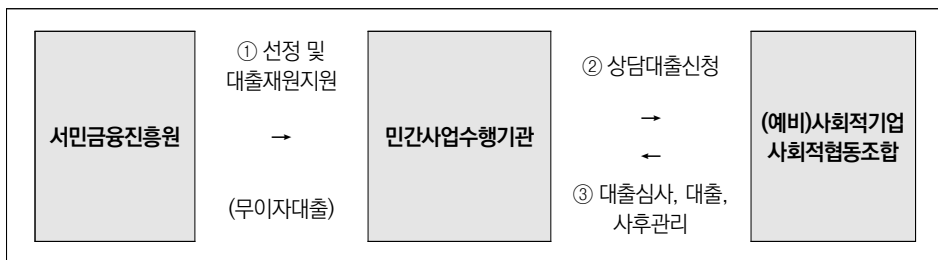 서민금융진흥원
① 선정 및
대출재원지원
→
(무이자대출)
민간사업수행기관
② 상담대출신청
→
←
③ 대출심사, 대출,
사후관리
(예비)사회적기업
사회적협동조합